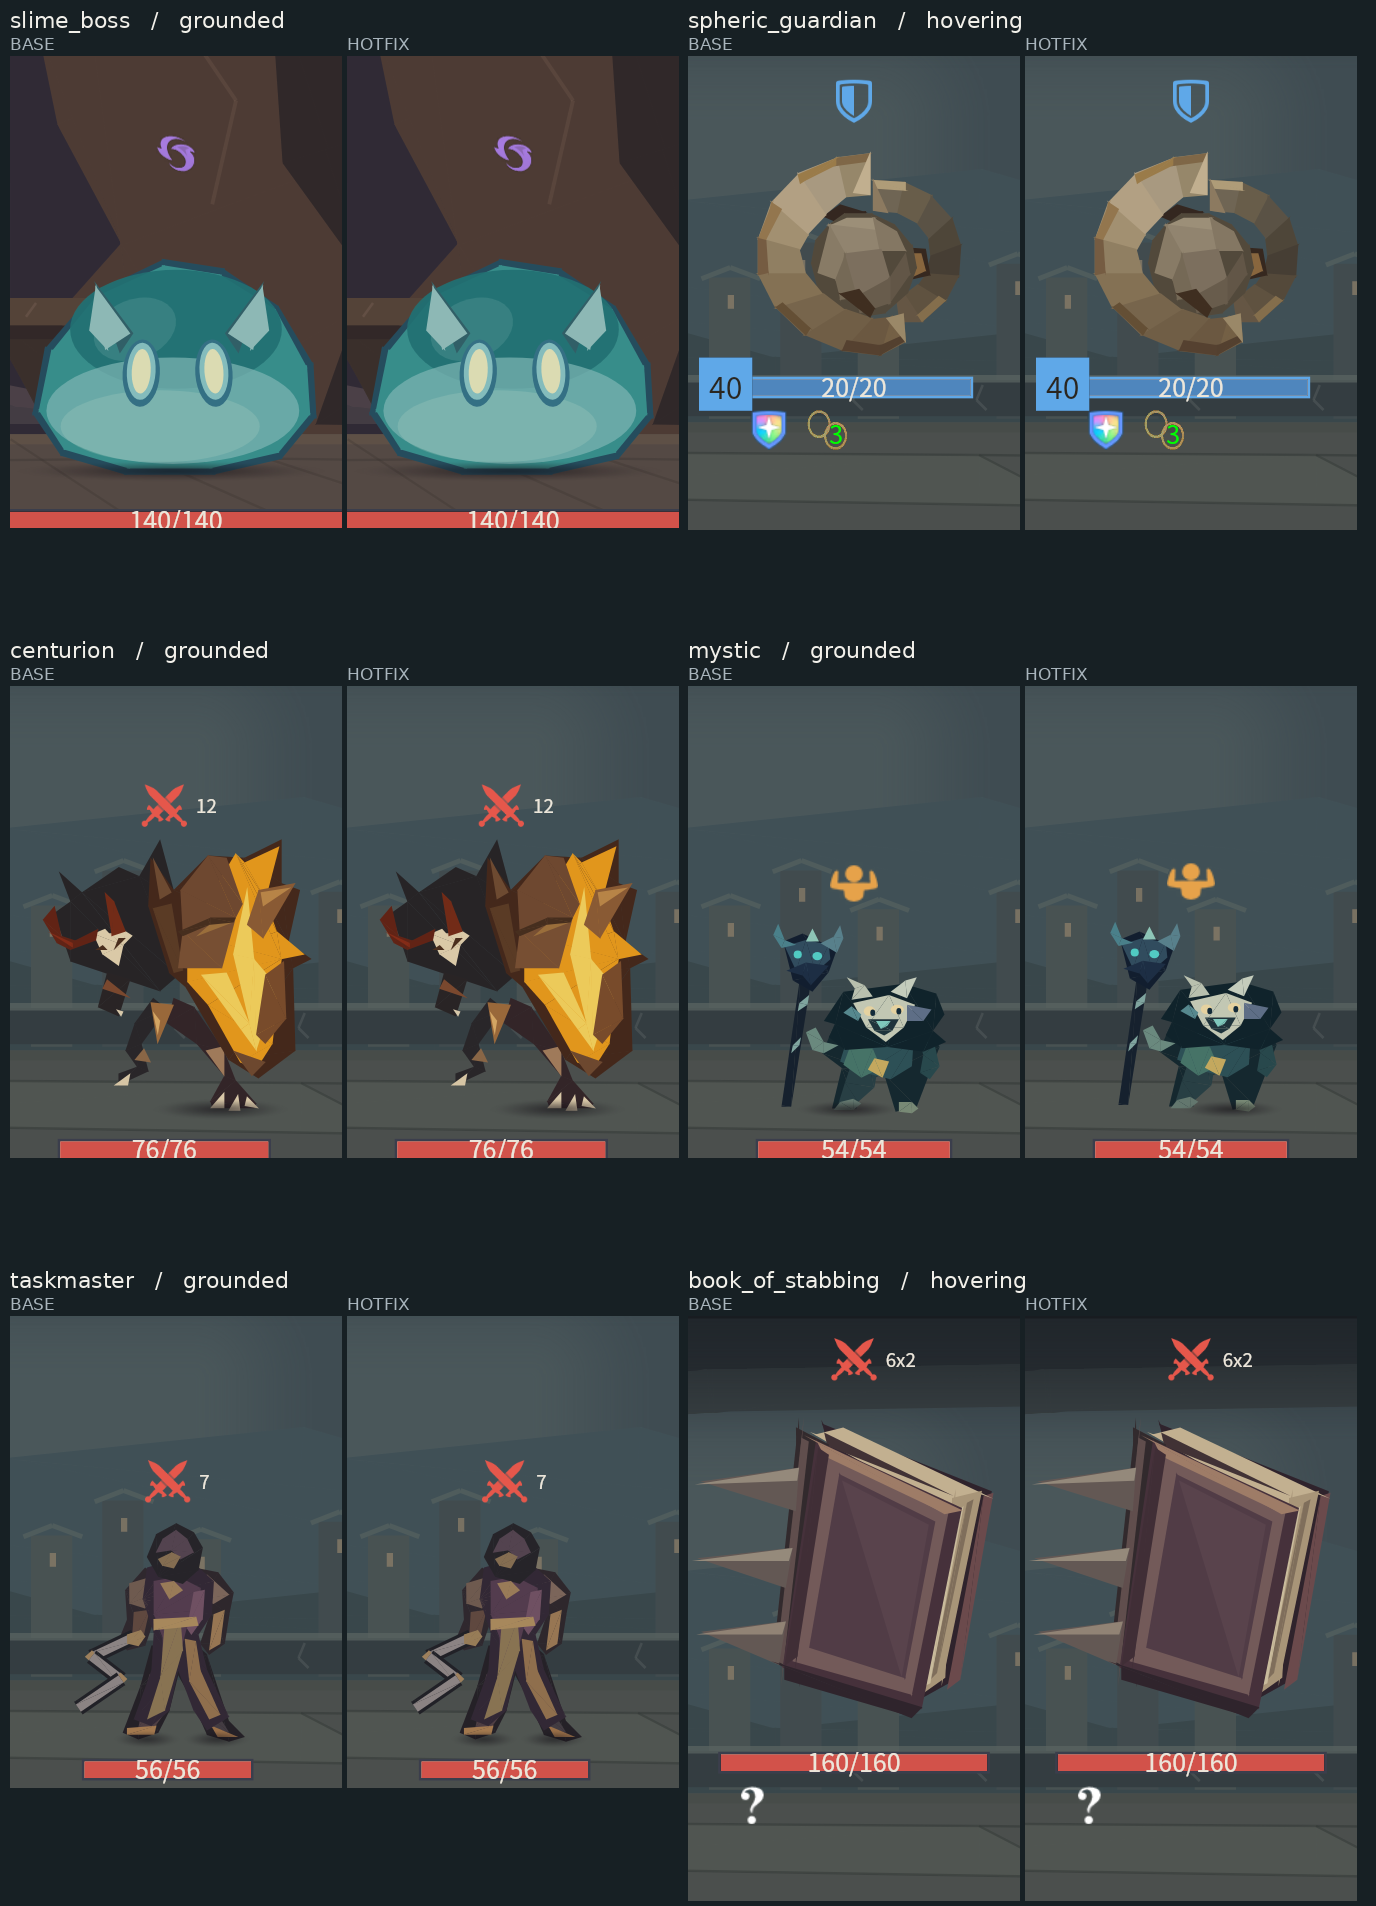 slime_boss / grounded
BASE
HOTFIX
140/140
140/140
spheric_guardian / hovering
BASE
HOTFIX
40
20/20
3
40
20/20
3
centurion / grounded
BASE
HOTFIX
12
76/76
12
76/76
mystic / grounded
BASE
HOTFIX
54/54
54/54
taskmaster / grounded
BASE
HOTFIX
7
56/56
7
56/56
book_of_stabbing / hovering
BASE
HOTFIX
6x2
160/160
?
6x2
160/160
?